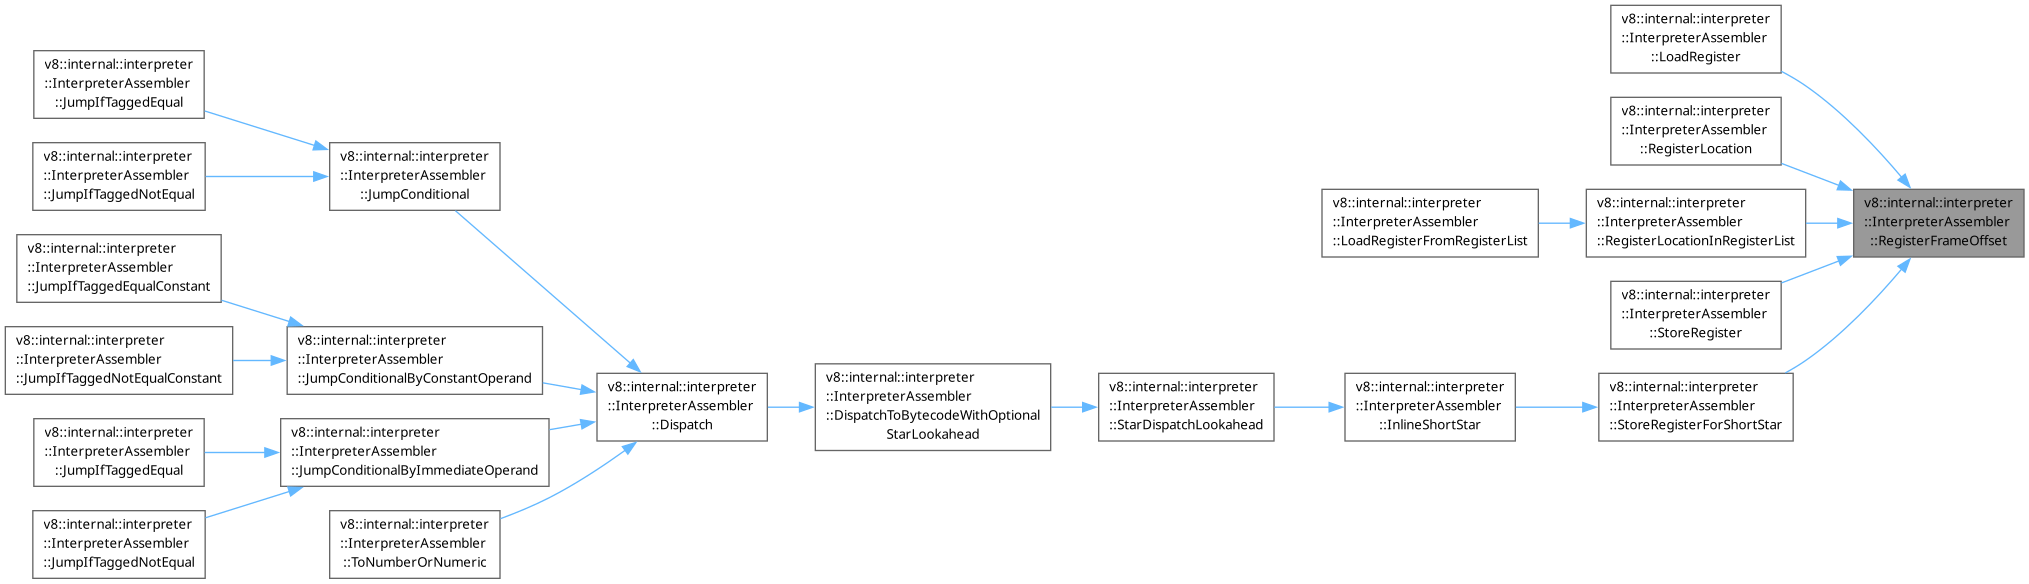 v8::internal::interpreter
::InterpreterAssembler
::JumpIfTaggedEqual
v8::internal::interpreter
::InterpreterAssembler
::JumpIfTaggedNotEqual
v8::internal::interpreter
::InterpreterAssembler
::JumpIfTaggedEqualConstant
v8::internal::interpreter
::InterpreterAssembler
::JumpIfTaggedNotEqualConstant
v8::internal::interpreter
::InterpreterAssembler
::JumpIfTaggedEqual
v8::internal::interpreter
::InterpreterAssembler
::JumpIfTaggedNotEqual
v8::internal::interpreter
::InterpreterAssembler
::JumpConditional
v8::internal::interpreter
::InterpreterAssembler
::JumpConditionalByConstantOperand
v8::internal::interpreter
::InterpreterAssembler
::JumpConditionalByImmediateOperand
v8::internal::interpreter
::InterpreterAssembler
::ToNumberOrNumeric
v8::internal::interpreter
::InterpreterAssembler
::Dispatch
v8::internal::interpreter
::InterpreterAssembler
::DispatchToBytecodeWithOptional
StarLookahead
v8::internal::interpreter
::InterpreterAssembler
::StarDispatchLookahead
v8::internal::interpreter
::InterpreterAssembler
::InlineShortStar
v8::internal::interpreter
::InterpreterAssembler
::LoadRegisterFromRegisterList
v8::internal::interpreter
::InterpreterAssembler
::LoadRegister
v8::internal::interpreter
::InterpreterAssembler
::RegisterLocation
v8::internal::interpreter
::InterpreterAssembler
::RegisterLocationInRegisterList
v8::internal::interpreter
::InterpreterAssembler
::StoreRegister
v8::internal::interpreter
::InterpreterAssembler
::StoreRegisterForShortStar
v8::internal::interpreter
::InterpreterAssembler
::RegisterFrameOffset